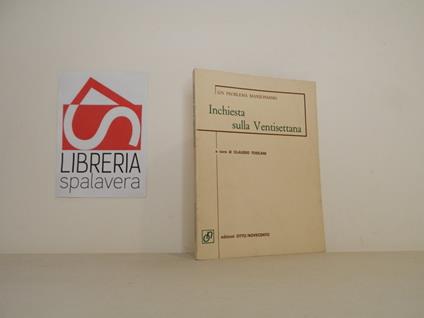 LIBRERIA
spalavera
UN PROBLEMA MANZONIANO
Inchiesta
sulla Ventisettana
a cura di CLAUDIO TOSCANI
edizioni OTTO/NOVECENTO